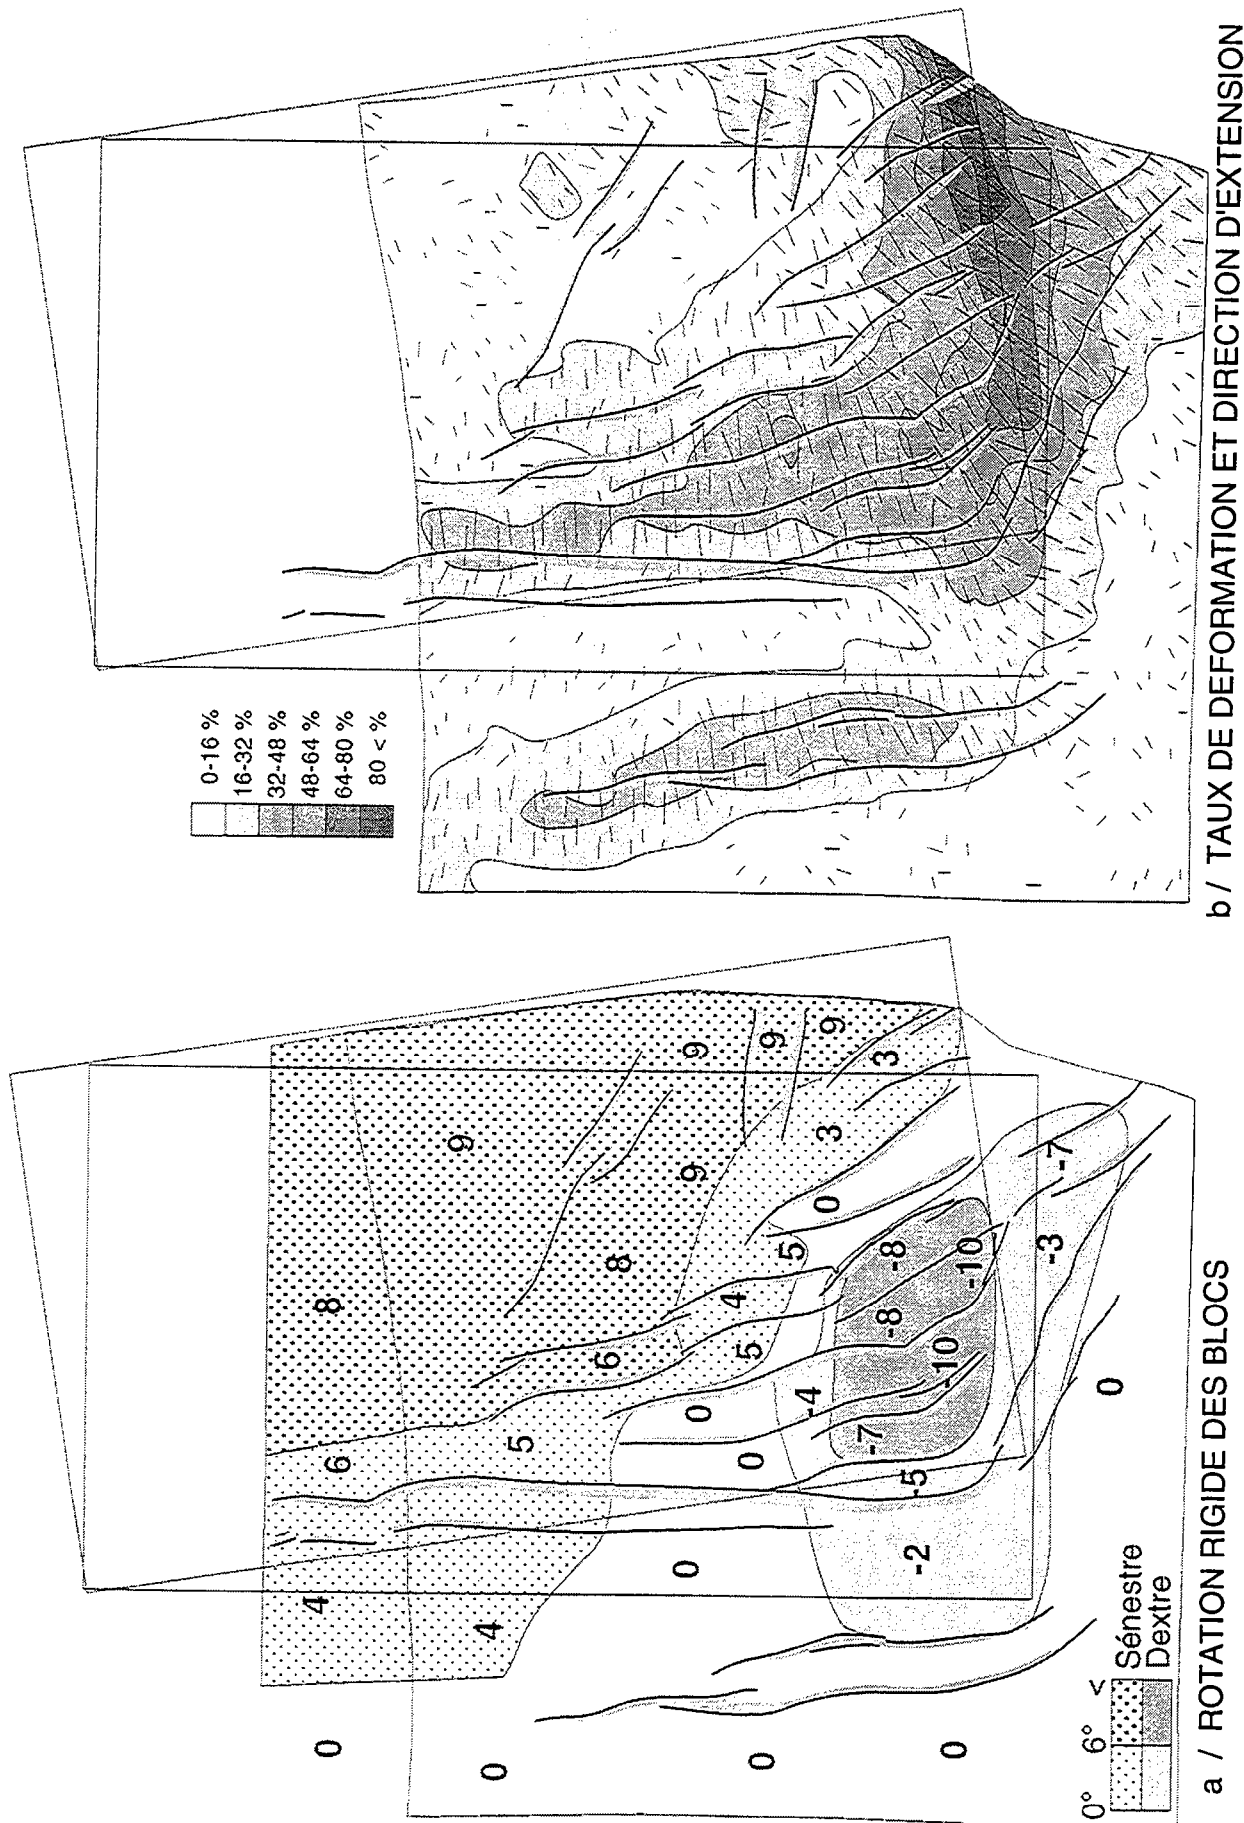 0 4 6 8
0 4 5 9
6 8
0 0 9 9
0 0 5 4 5 9
-4 0 3 9
-7 -8 -8 3
0 -2 -5 -10 -10
-3 -7
0
0° 6° <
Sénestre
Dextre
a / ROTATION RIGIDE DES BLOCS
0-16 %
16-32 %
32-48 %
48-64 %
64-80 %
80 < %
b / TAUX DE DEFORMATION ET DIRECTION D'EXTENSION